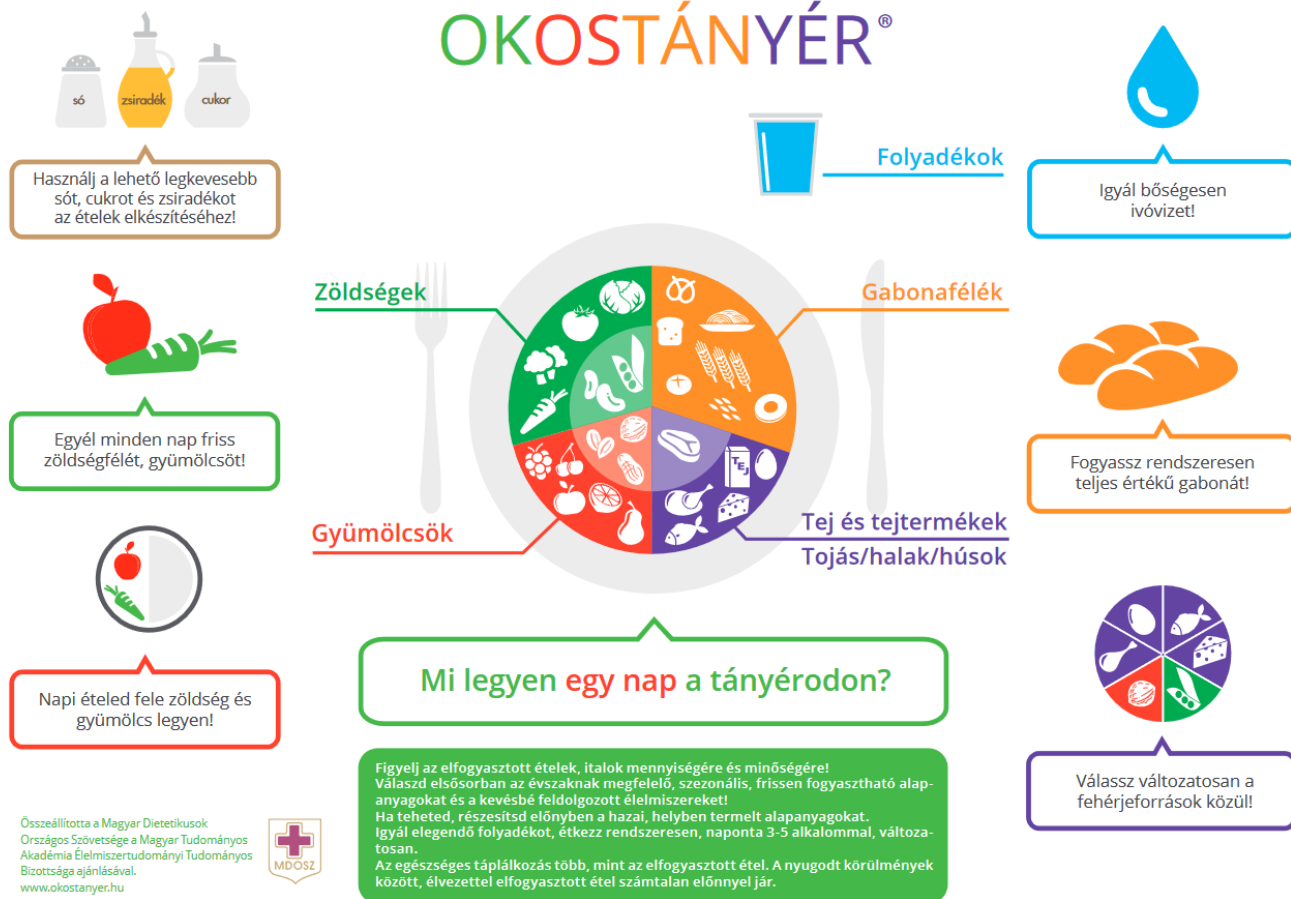 OKOSTÁNYÉR®
só
zsiradék
cukor
Használj a lehető legkevesebb
sót, cukrot és zsiradékot
az ételek elkészítéséhez!
Folyadékok
Igyál bőségesen
ivóvizet!
Zöldségek
Gabonafélék
Egyél minden nap friss
zöldségfélét, gyümölcsöt!
Fogyassz rendszeresen
teljes értékű gabonát!
TEJ
Gyümölcsök
Tej és tejtermékek
Tojás/halak/húsok
Napi ételed fele zöldség és
gyümölcs legyen!
Mi legyen egy nap a tányérodon?
Válassz változatosan a
fehérjeforrások közül!
Figyelj az elfogyasztott ételek, italok mennyiségére és minőségére!
Válaszd elsősorban az évszaknak megfelelő, szezonális, frissen fogyasztható alap-
anyagokat és a kevésbé feldolgozott élelmiszereket!
Ha teheted, részesítsd előnyben a hazai, helyben termelt alapanyagokat.
Igyál elegendő folyadékot, étkezz rendszeresen, naponta 3-5 alkalommal, változa-
tosan.
Az egészséges táplálkozás több, mint az elfogyasztott étel. A nyugodt körülmények
között, élvezettel elfogyasztott étel számtalan előnnyel jár.
Összeállította a Magyar Dietetikusok
Országos Szövetsége a Magyar Tudományos
Akadémia Élelmiszertudományi Tudományos
Bizottsága ajánlásával.
www.okostanyer.hu
MDOSZ